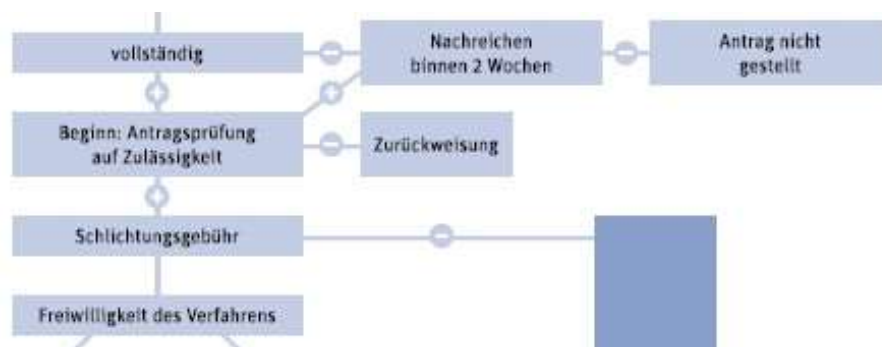 vollständig
Nachreichen
binnen 2 Wochen
Antrag nicht
gestellt
Beginn: Antragsprüfung
auf Zulässigkeit
Zurückweisung
Schlichtungsgebühr
Freiwilligkeit des Verfahrens